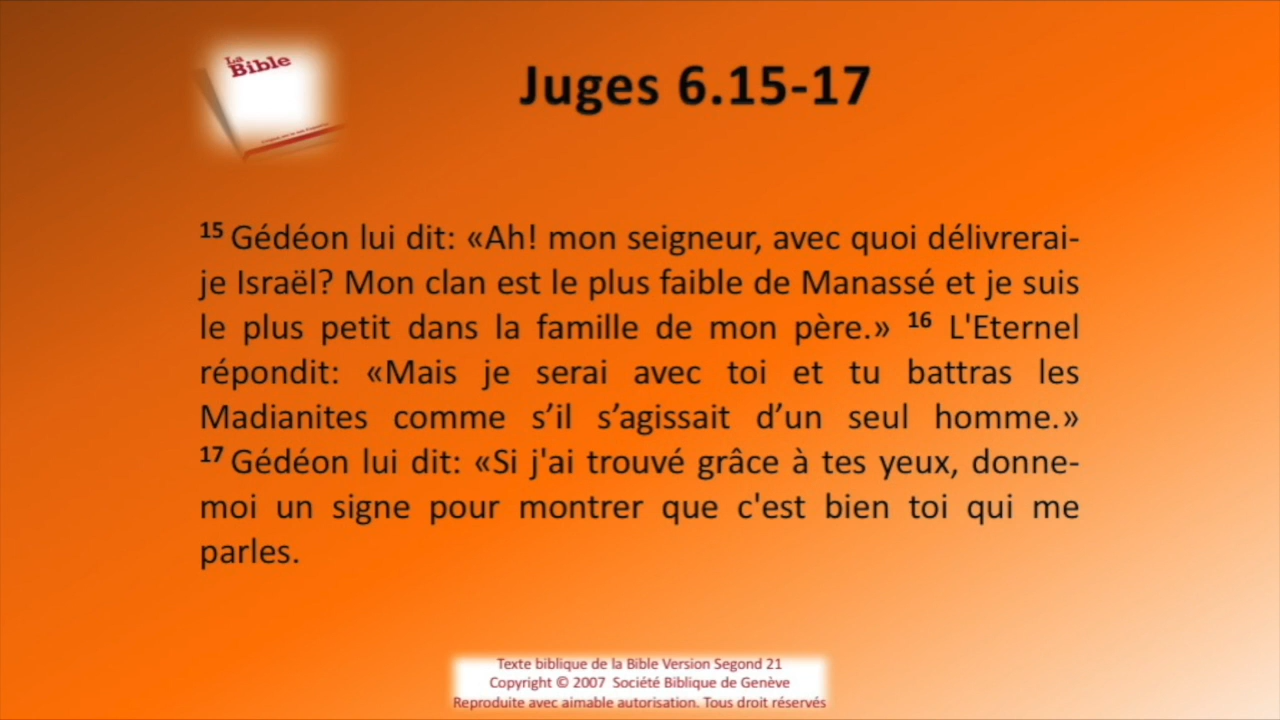 La
Bible
Juges 6.15-17
15 Gédéon lui dit: «Ah! mon seigneur, avec quoi délivrerai-
je Israël? Mon clan est le plus faible de Manassé et je suis
le plus petit dans la famille de mon père.» 16 L'Eternel
répondit: «Mais je serai avec toi et tu battras les
Madianites comme s’il s’agissait d’un seul homme.»
17 Gédéon lui dit: «Si j'ai trouvé grâce à tes yeux, donne-
moi un signe pour montrer que c'est bien toi qui me
parles.
Texte biblique de la Bible Version Segond 21
Copyright © 2007 Société Biblique de Genève
Reproduite avec aimable autorisation. Tous droit réservés